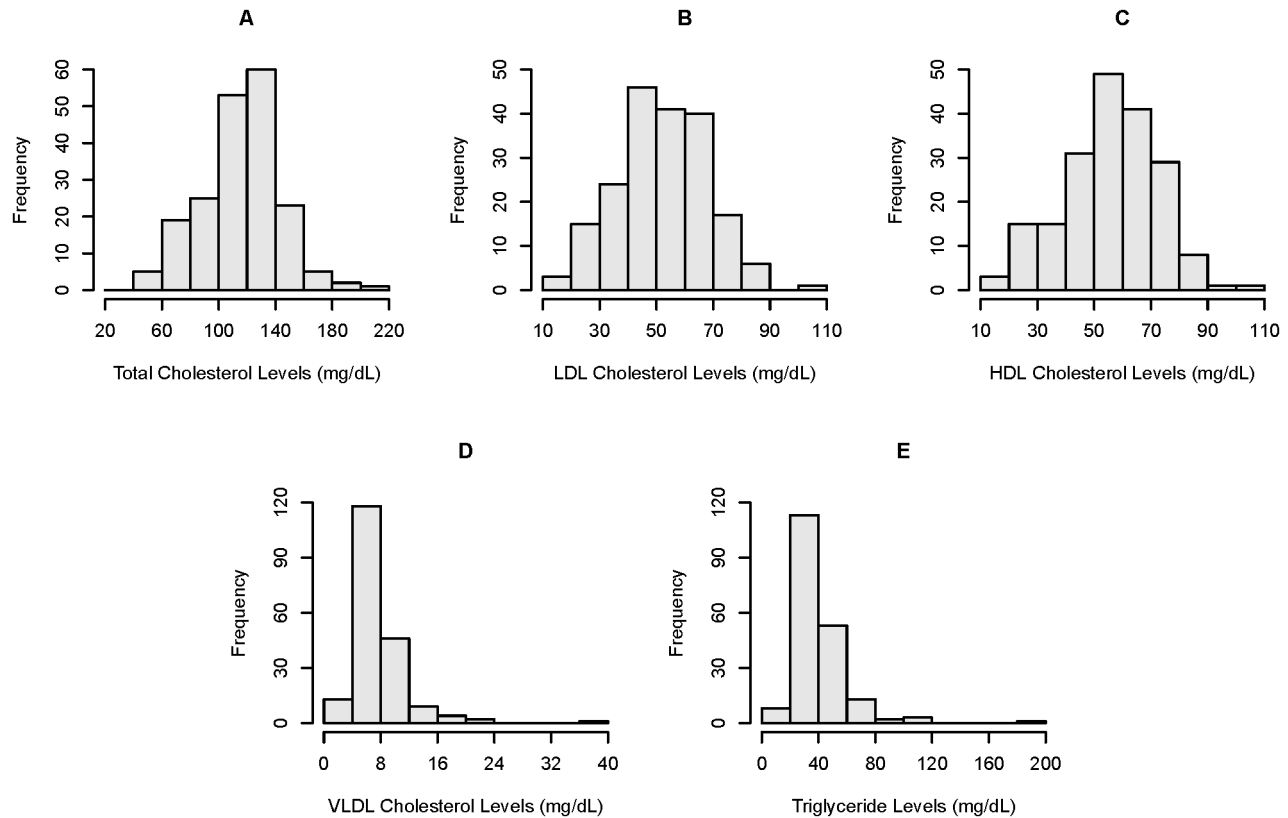 A
B
C
Frequency
0 10 20 30 40 50 60
20 60 100 140 180 220
Total Cholesterol Levels (mg/dL)
Frequency
0 10 20 30 40 50
10 30 50 70 90 110
LDL Cholesterol Levels (mg/dL)
Frequency
0 10 20 30 40 50
10 30 50 70 90 110
HDL Cholesterol Levels (mg/dL)
D
E
Frequency
0 30 60 90 120
0 8 16 24 32 40
VLDL Cholesterol Levels (mg/dL)
Frequency
0 30 60 90 120
0 40 80 120 160 200
Triglyceride Levels (mg/dL)